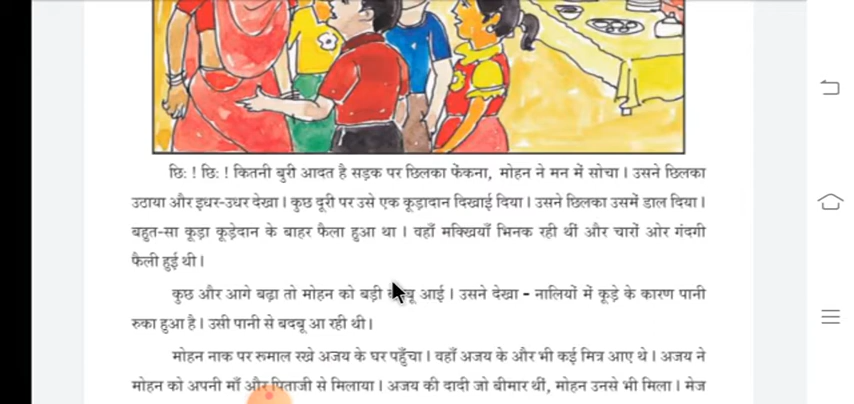 छिः ! छिः ! कितनी बुरी आदत है सड़क पर छिलका फेंकना, मोहन ने मन में सोचा । उसने छिलका
उठाया और इधर-उधर देखा । कुछ दूरी पर उसे एक कूड़ादान दिखाई दिया । उसने छिलका उसमें डाल दिया ।
बहुत-सा कूड़ा कूड़ेदान के बाहर फैला हुआ था । वहाँ मक्खियाँ भिनक रही थीं और चारों ओर गंदगी
फैली हुई थी ।
कुछ और आगे बढ़ा तो मोहन को बड़ी आई । उसने देखा - नालियों में कूड़े के कारण पानी
रुका हुआ है । उसी पानी से बदबू आ रही थी ।
मोहन नाक पर रूमाल रखे अजय के घर पहुँचा । वहाँ अजय के और भी कई मित्र आए थे । अजय ने
मोहन को अपनी माँ और पिताजी से मिलाया । अजय की दादी जो बीमार थीं, मोहन उनसे भी मिला । मेज